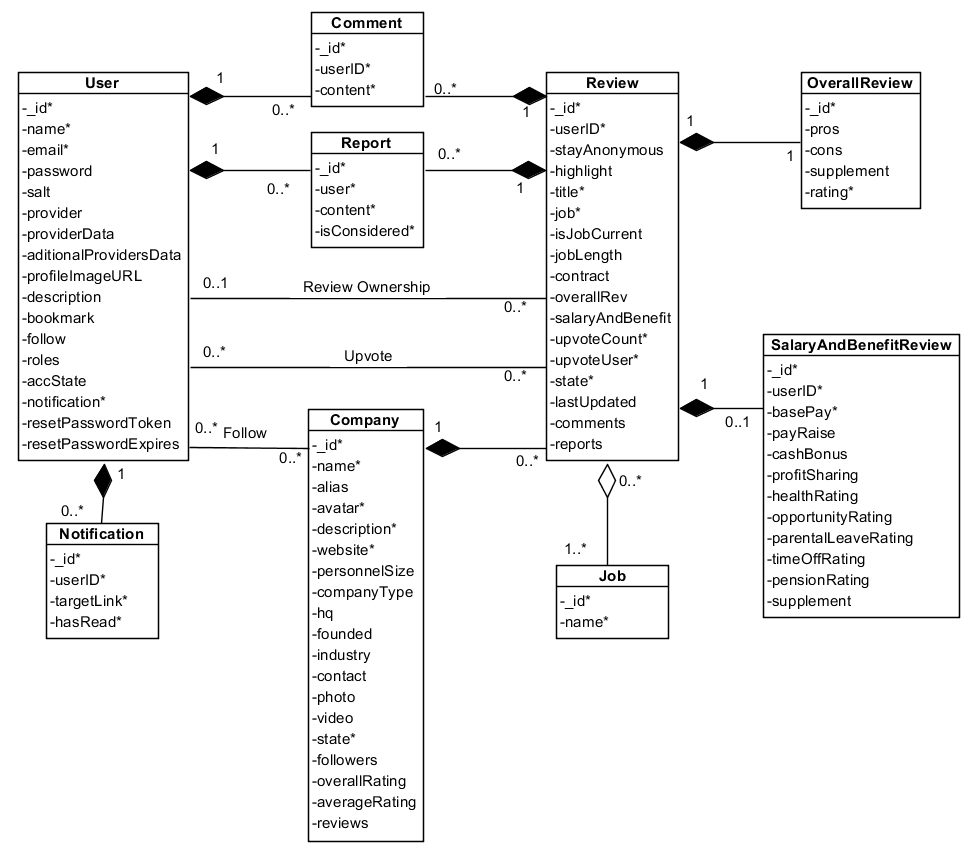 Comment
-_id*
-userID*
-content*
1
0..*
0..*
1
User
-_id*
-name*
-email*
-password
-salt
-provider
-providerData
-aditionalProvidersData
-profileImageURL
-description
-bookmark
-follow
-roles
-accState
-notification*
-resetPasswordToken
-resetPasswordExpires
Report
-_id*
-user*
-content*
-isConsidered*
1
0..*
0..*
1
Review
-_id*
-userID*
-stayAnonymous
-highlight
-title*
-job*
-isJobCurrent
-jobLength
-contract
-overallRev
-salaryAndBenefit
-upvoteCount*
-upvoteUser*
-state*
-lastUpdated
-comments
-reports
1
1
OverallReview
-_id*
-pros
-cons
-supplement
-rating*
0..1
Review Ownership
0..*
0..*
Upvote
0..*
1
0..1
SalaryAndBenefitReview
-_id*
-userID*
-basePay*
-payRaise
-cashBonus
-profitSharing
-healthRating
-opportunityRating
-parentalLeaveRating
-timeOffRating
-pensionRating
-supplement
0..*
Follow
0..*
Company
-_id*
-name*
-alias
-avatar*
-description*
-website*
-personnelSize
-companyType
-hq
-founded
-industry
-contact
-photo
-video
-state*
-followers
-overallRating
-averageRating
-reviews
1
0..*
1
0..*
Notification
-_id*
-userID*
-targetLink*
-hasRead*
0..*
1..*
Job
-_id*
-name*